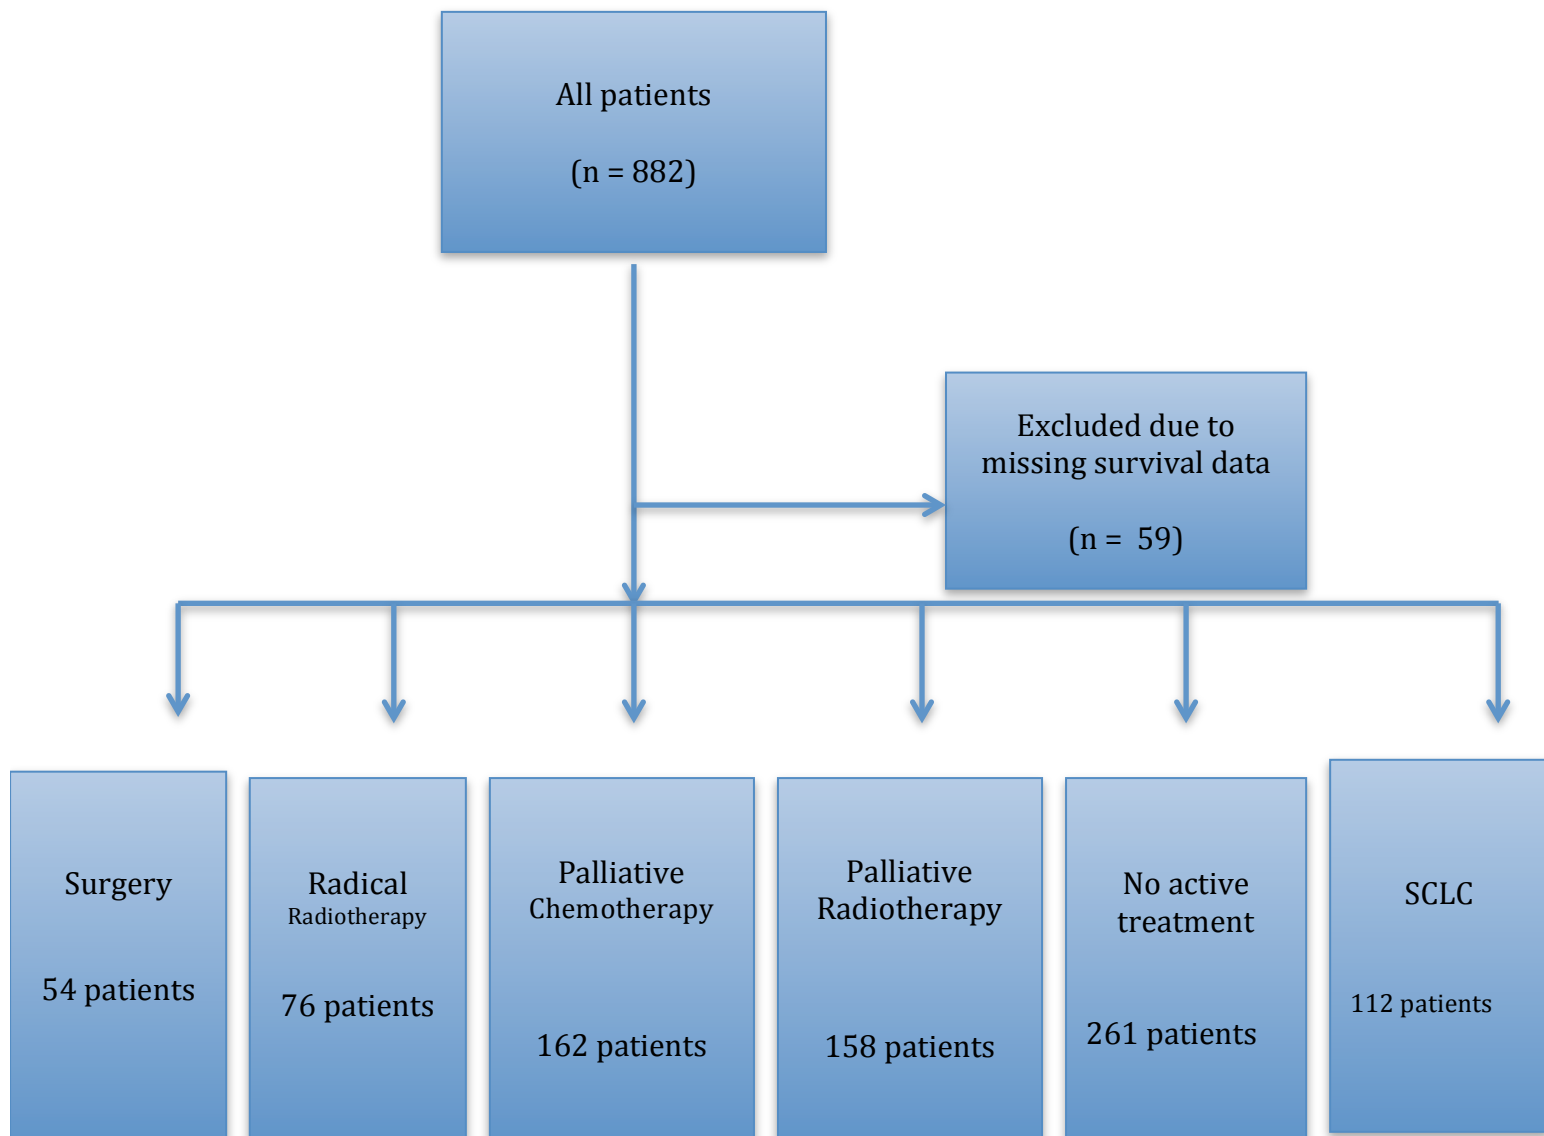 All patients
(n = 882)
Excluded due to
missing survival data
(n =  59)
Surgery
54 patients
Radical
Radiotherapy
76 patients
Palliative
Chemotherapy
162 patients
Palliative
Radiotherapy
158 patients
No active
treatment
261 patients
SCLC
112 patients